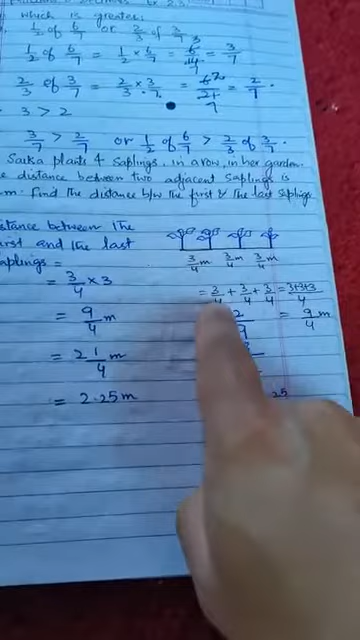 which is greater:
1/2 of 6/7 or 2/3 of 3/7
1/2 of 6/7 = 1/2 × 6/7 = 6/14 = 3/7
2/3 of 3/7 = 2/3 × 3/7 = 6/21 = 2/7
3 > 2
3/7 > 2/7 or 1/2 of 6/7 > 2/3 of 3/7.
Saika plants 4 saplings, in a row, in her garden.
distance between two adjacent saplings is
m. Find the distance b/w the first & the last saplings
distance between the
first and the last
saplings =
3/4 m 3/4 m 3/4 m
= 3/4 × 3
= 3/4 + 3/4 + 3/4 = 3+3+3/4
= 9/4 m
= 9/4 m
= 2 1/4 m
= 2.25m